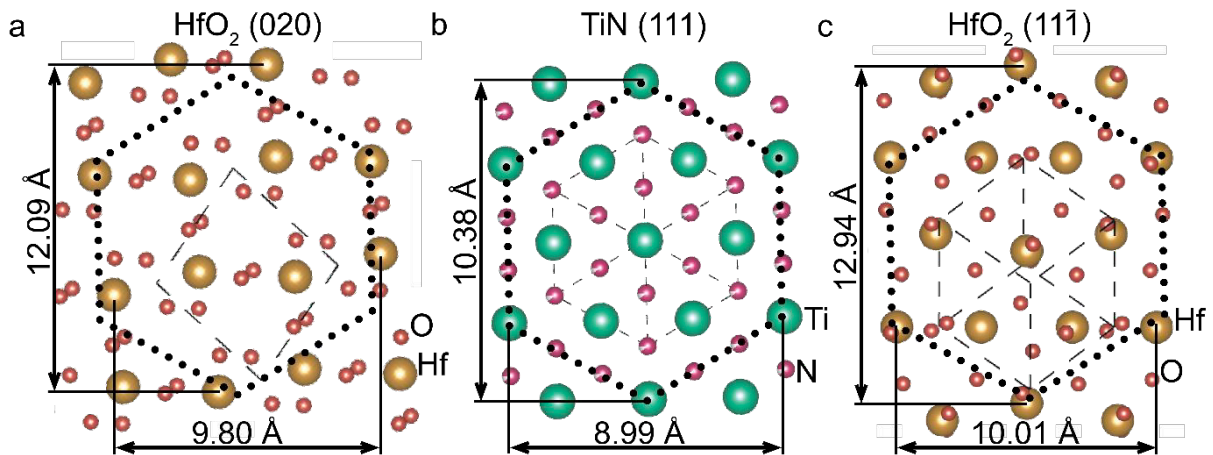 a
HfO2 (020)
12.09 Å
9.80 Å
O
Hf
b
TiN (111)
10.38 Å
8.99 Å
Ti
N
c
HfO2 (111̄)
12.94 Å
10.01 Å
Hf
O